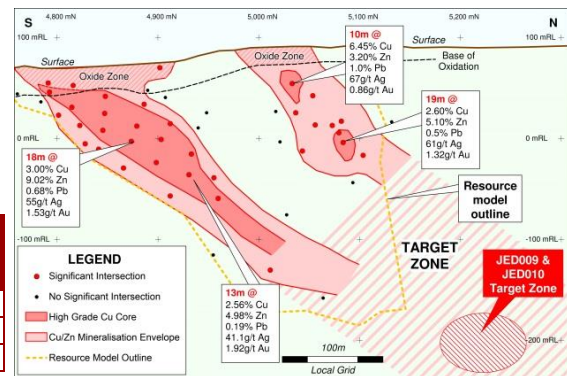 S
4,800 mN
4,900 mN
5,000 mN
5,100 mN
5,200 mN
N
100 mRL
100 mRL
Surface
Surface
Oxide Zone
Oxide Zone
Base of
Oxidation
10m @
6.45% Cu
3.20% Zn
1.0% Pb
67g/t Ag
0.86g/t Au
19m @
2.60% Cu
5.10% Zn
0.5% Pb
61g/t Ag
1.32g/t Au
0 mRL
0 mRL
18m @
3.00% Cu
9.02% Zn
0.68% Pb
55g/t Ag
1.53g/t Au
Resource
model
outline
TARGET
ZONE
-100 mRL
-100 mRL
LEGEND
Significant Intersection
No Significant Intersection
High Grade Cu Core
Cu/Zn Mineralisation Envelope
Resource Model Outline
13m @
2.56% Cu
4.98% Zn
0.19% Pb
41.1g/t Ag
1.92g/t Au
JED009 &
JED010
Target Zone
100m
Local Grid
-200 mRL